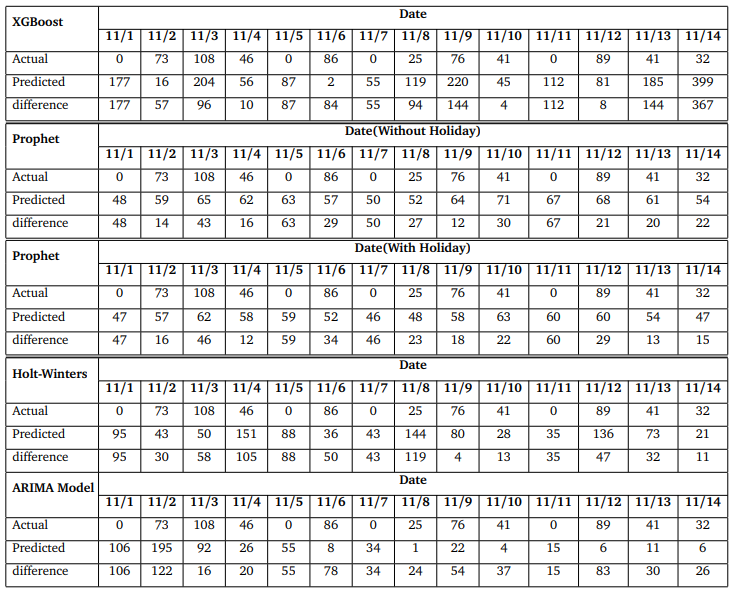 XGBoost Date
11/1 11/2 11/3 11/4 11/5 11/6 11/7 11/8 11/9 11/10 11/11 11/12 11/13 11/14
Actual 0 73 108 46 0 86 0 25 76 41 0 89 41 32
Predicted 177 16 204 56 87 2 55 119 220 45 112 81 185 399
difference 177 57 96 10 87 84 55 94 144 4 112 8 144 367
Prophet Date(Without Holiday)
11/1 11/2 11/3 11/4 11/5 11/6 11/7 11/8 11/9 11/10 11/11 11/12 11/13 11/14
Actual 0 73 108 46 0 86 0 25 76 41 0 89 41 32
Predicted 48 59 65 62 63 57 50 52 64 71 67 68 61 54
difference 48 14 43 16 63 29 50 27 12 30 67 21 20 22
Prophet Date(With Holiday)
11/1 11/2 11/3 11/4 11/5 11/6 11/7 11/8 11/9 11/10 11/11 11/12 11/13 11/14
Actual 0 73 108 46 0 86 0 25 76 41 0 89 41 32
Predicted 47 57 62 58 59 52 46 48 58 63 60 60 54 47
difference 47 16 46 12 59 34 46 23 18 22 60 29 13 15
Holt-Winters Date
11/1 11/2 11/3 11/4 11/5 11/6 11/7 11/8 11/9 11/10 11/11 11/12 11/13 11/14
Actual 0 73 108 46 0 86 0 25 76 41 0 89 41 32
Predicted 95 43 50 151 88 36 43 144 80 28 35 136 73 21
difference 95 30 58 105 88 50 43 119 4 13 35 47 32 11
ARIMA Model Date
11/1 11/2 11/3 11/4 11/5 11/6 11/7 11/8 11/9 11/10 11/11 11/12 11/13 11/14
Actual 0 73 108 46 0 86 0 25 76 41 0 89 41 32
Predicted 106 195 92 26 55 8 34 1 22 4 15 6 11 6
difference 106 122 16 20 55 78 34 24 54 37 15 83 30 26